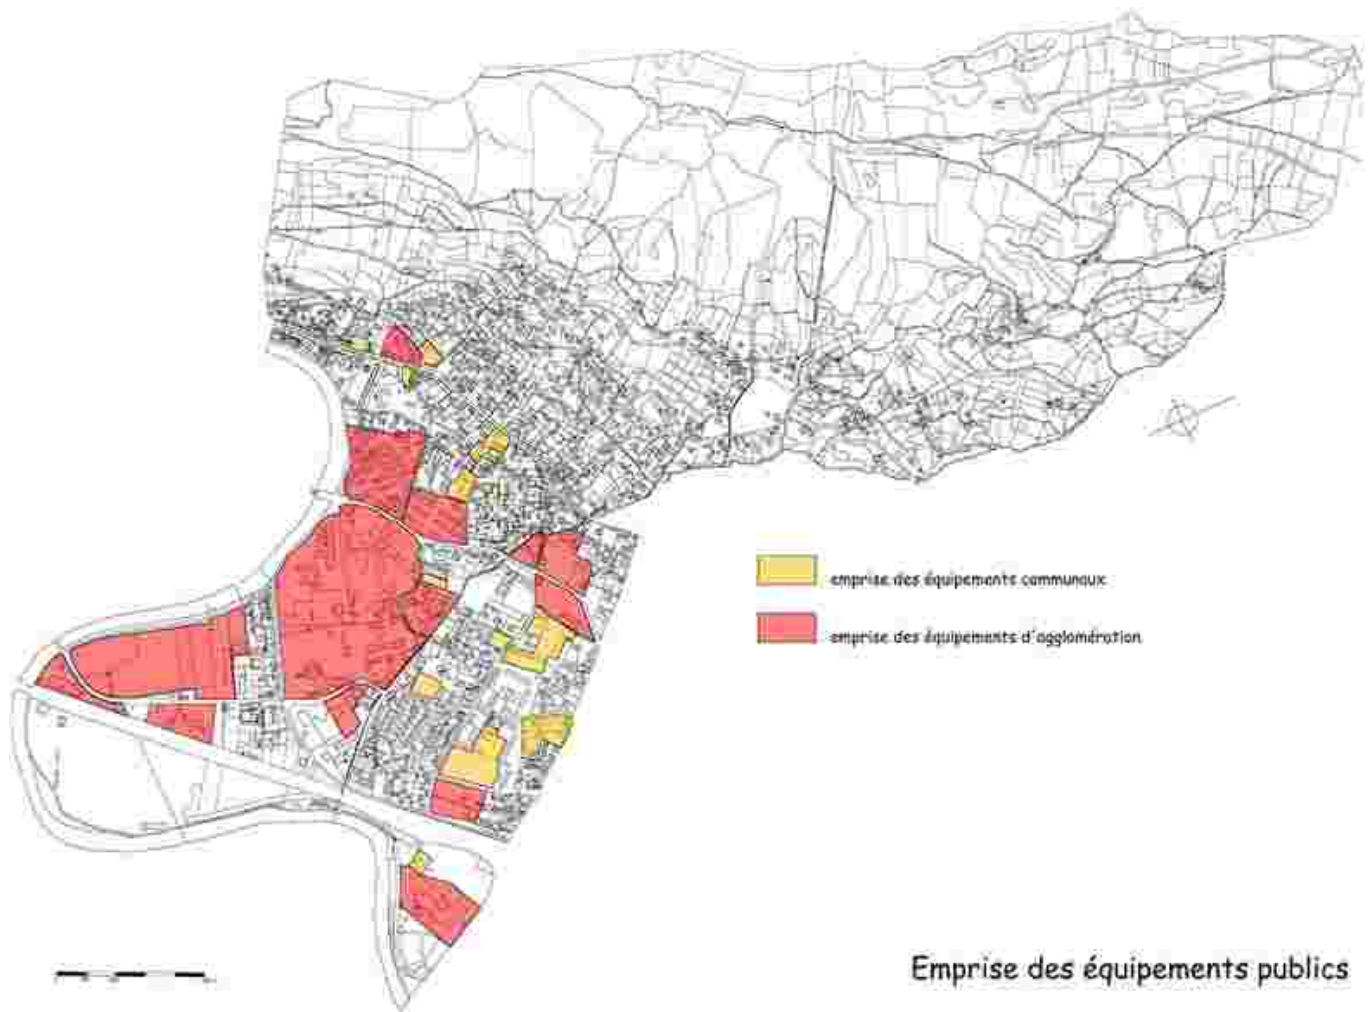 emprise des équipements communaux
emprise des équipements d'agglomération
Emprise des équipements publics